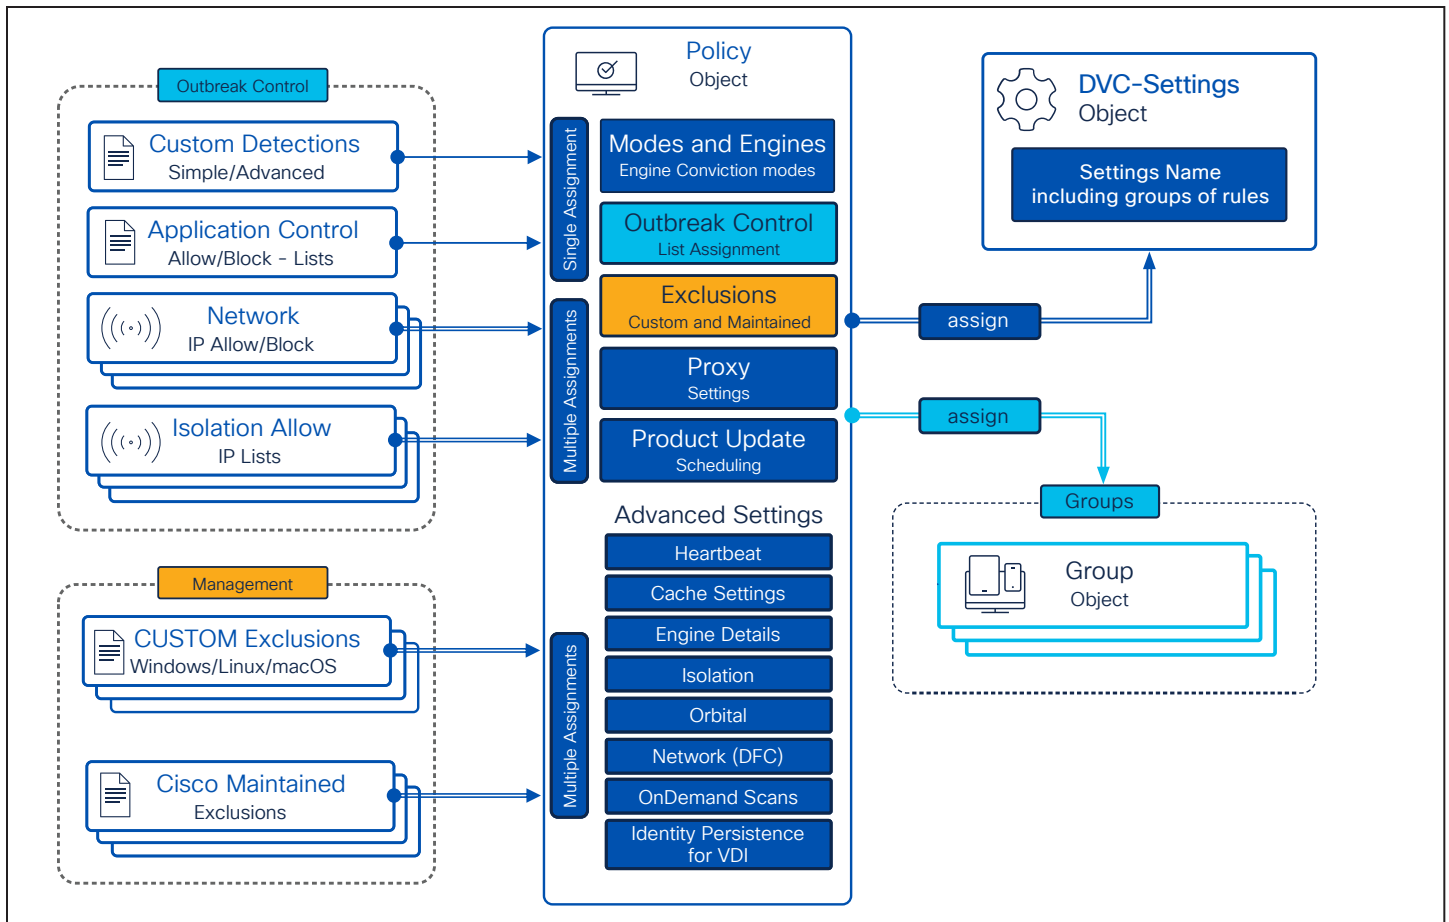 Outbreak Control
Custom Detections
Simple/Advanced
Application Control
Allow/Block - Lists
Network
IP Allow/Block
Isolation Allow
IP Lists
Management
CUSTOM Exclusions
Windows/Linux/macOS
Cisco Maintained
Exclusions
Policy
Object
Single Assignment
Multiple Assignments
Multiple Assignments
Modes and Engines
Engine Conviction modes
Outbreak Control
List Assignment
Exclusions
Custom and Maintained
Proxy
Settings
Product Update
Scheduling
Advanced Settings
Heartbeat
Cache Settings
Engine Details
Isolation
Orbital
Network (DFC)
OnDemand Scans
Identity Persistence
for VDI
DVC-Settings
Object
Settings Name
including groups of rules
assign
assign
Groups
Group
Object